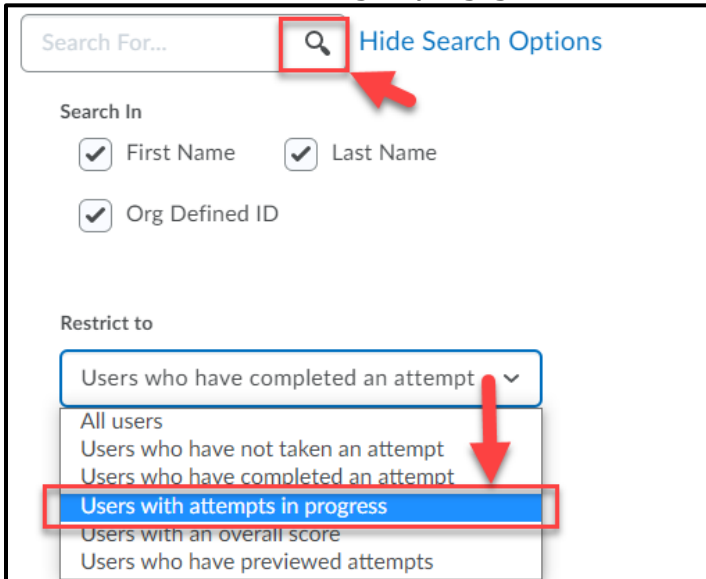 Search For... Hide Search Options
Search In
First Name Last Name
Org Defined ID
Restrict to
Users who have completed an attempt
All users
Users who have not taken an attempt
Users who have completed an attempt
Users with attempts in progress
Users with an overall score
Users who have previewed attempts